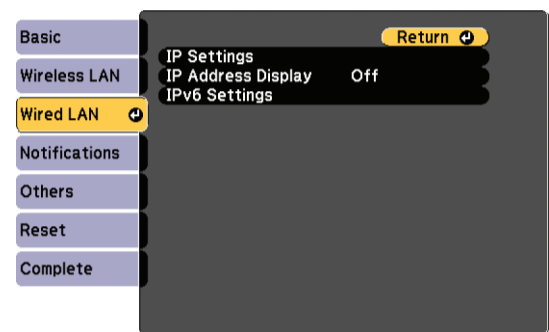 Basic
Wireless LAN
Wired LAN
Notifications
Others
Reset
Complete
Return
IP Settings
IP Address Display Off
IPv6 Settings